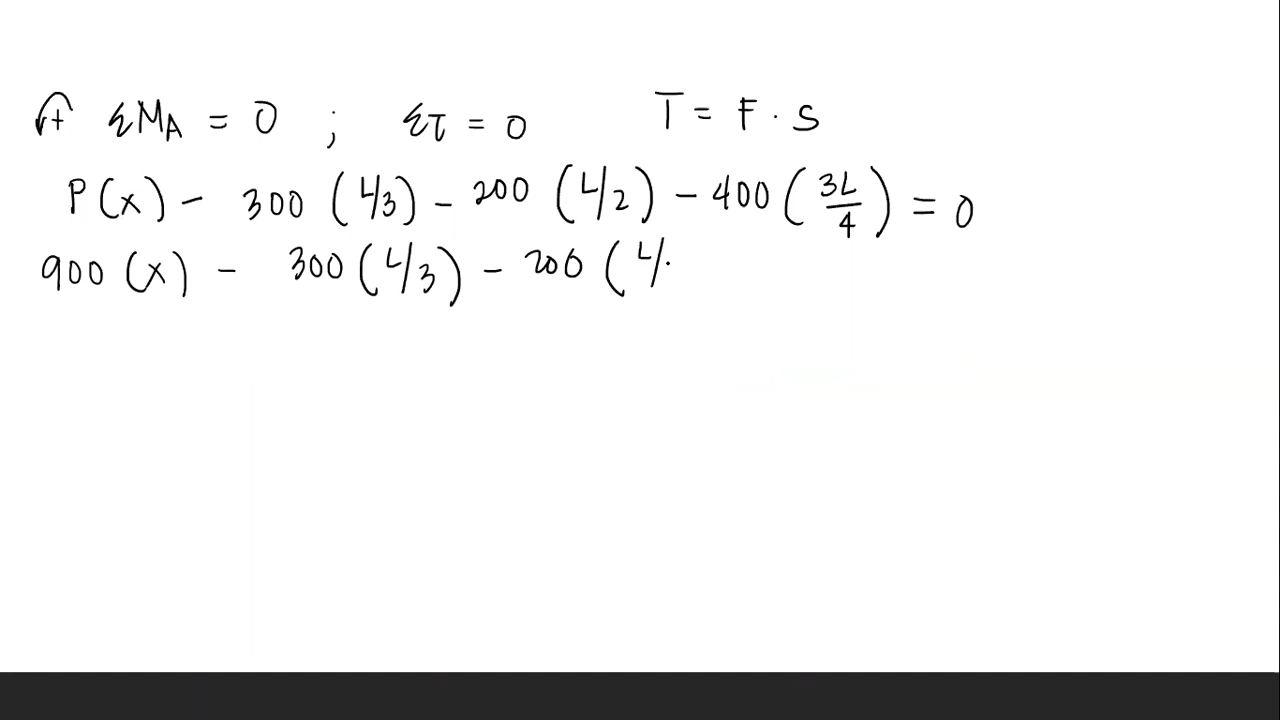 + ΣM_A = 0 ; Στ = 0 T = F · S
P(x) - 300 (L/3) - 200 (L/2) - 400 (3L/4) = 0
900 (x) - 300 (L/3) - 200 (L/